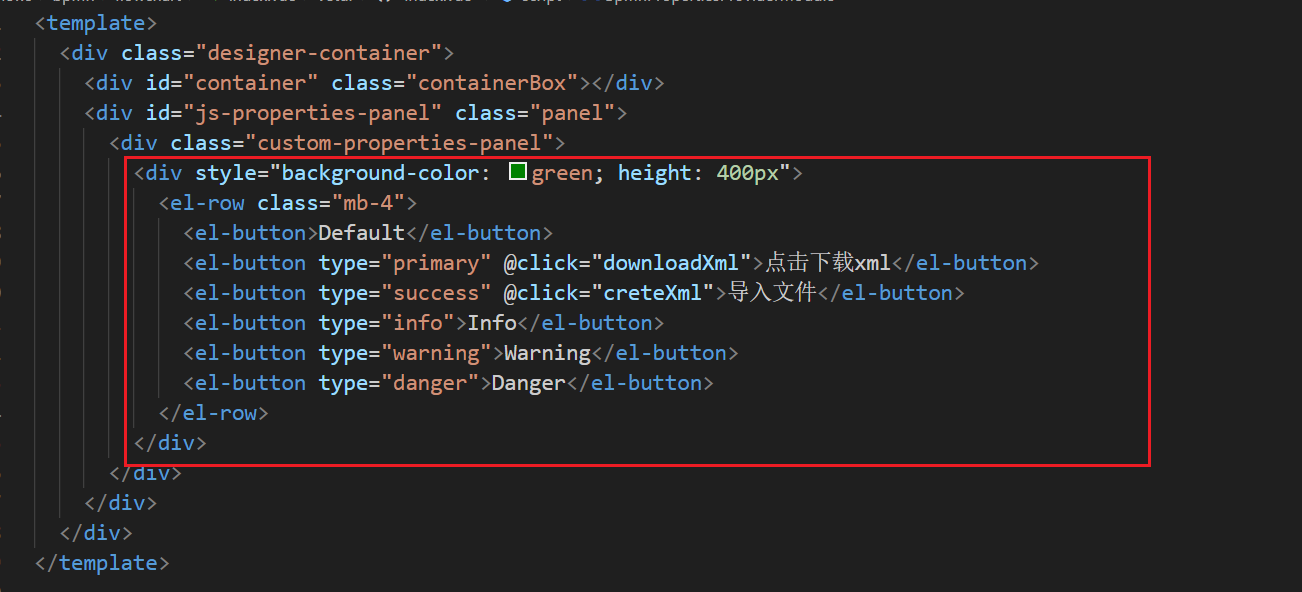 <template>
<div class="designer-container">
<div id="container" class="containerBox"></div>
<div id="js-properties-panel" class="panel">
<div class="custom-properties-panel">
<div style="background-color: green; height: 400px">
<el-row class="mb-4">
<el-button>Default</el-button>
<el-button type="primary" @click="downloadXml">点击下载xml</el-button>
<el-button type="success" @click="creteXml">导入文件</el-button>
<el-button type="info">Info</el-button>
<el-button type="warning">Warning</el-button>
<el-button type="danger">Danger</el-button>
</el-row>
</div>
</div>
</div>
</div>
</template>